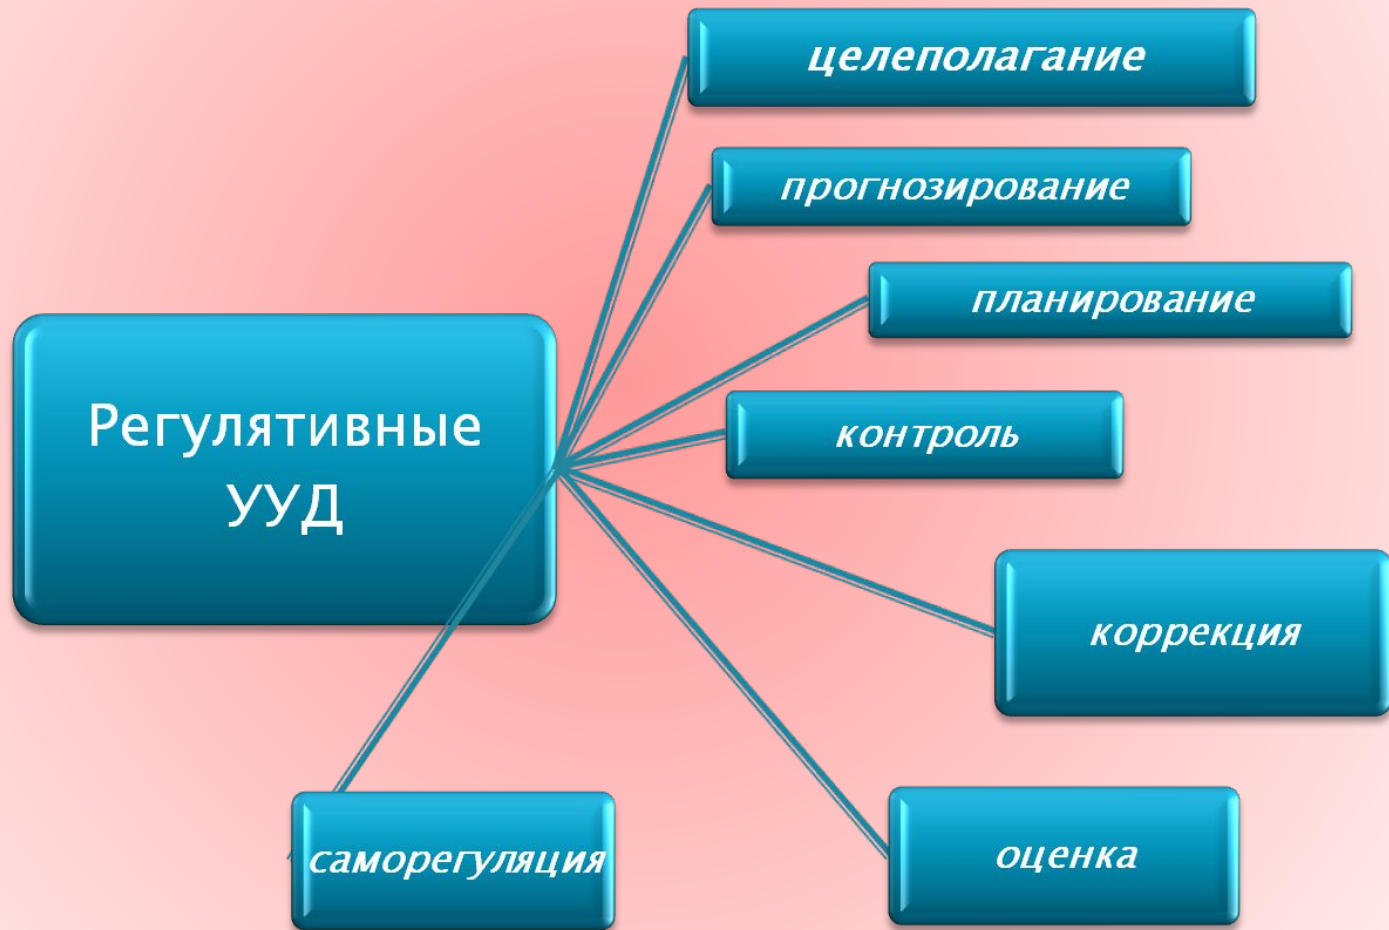 целеполагание
прогнозирование
планирование
контроль
Регулятивные
УУД
коррекция
оценка
саморегуляция